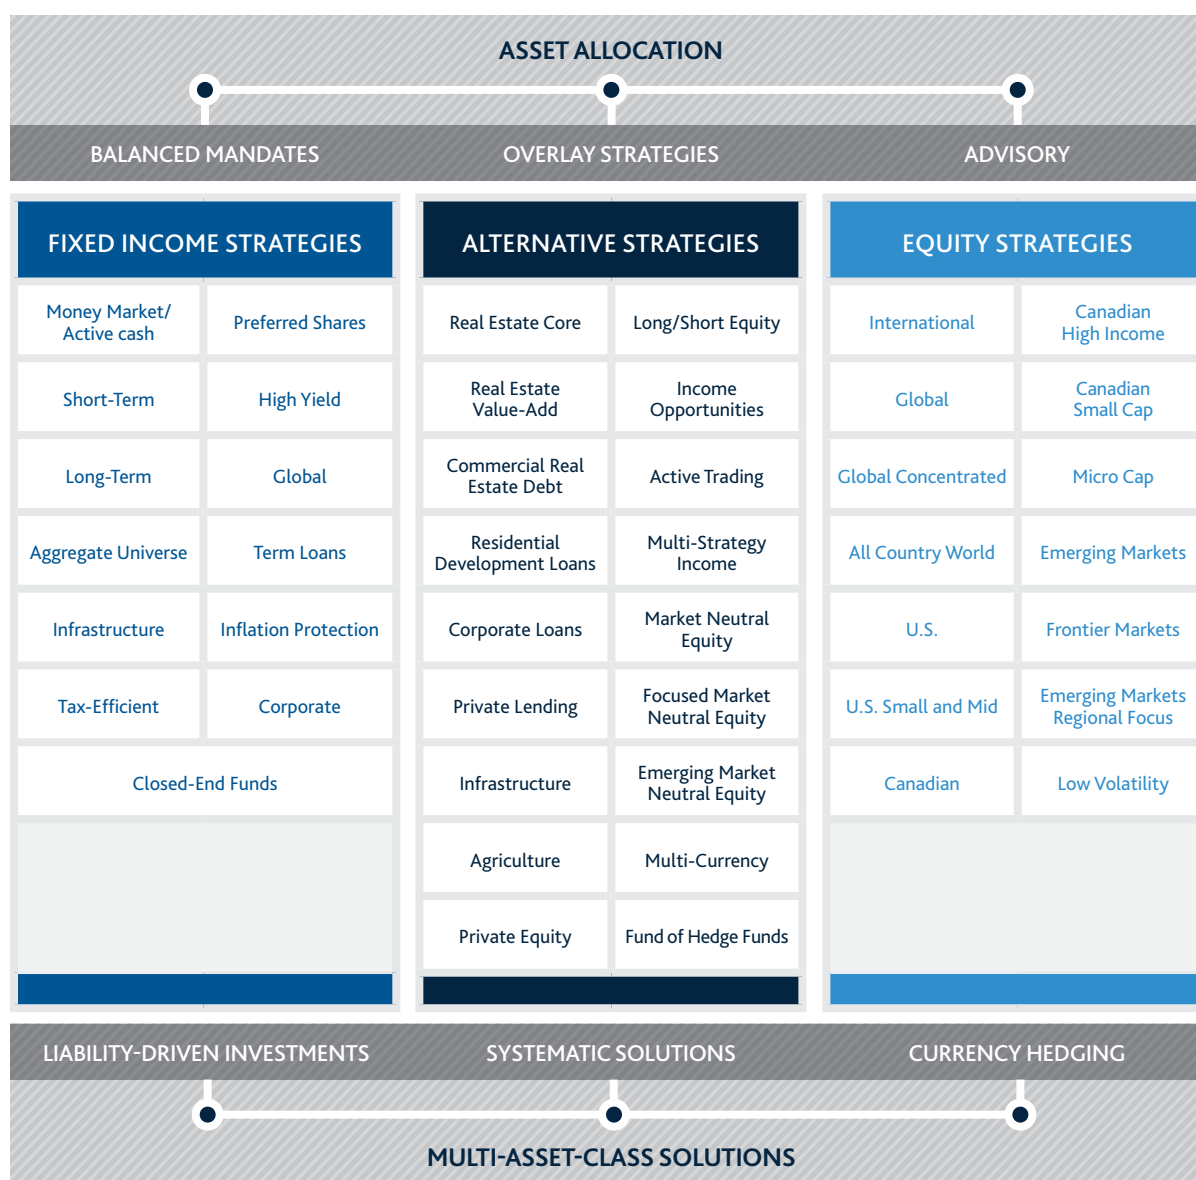 ASSET ALLOCATION
BALANCED MANDATES
OVERLAY STRATEGIES
ADVISORY
FIXED INCOME STRATEGIES
Money Market/
Active cash
Preferred Shares
Short-Term
High Yield
Long-Term
Global
Aggregate Universe
Term Loans
Infrastructure
Inflation Protection
Tax-Efficient
Corporate
Closed-End Funds
ALTERNATIVE STRATEGIES
Real Estate Core
Long/Short Equity
Real Estate
Value-Add
Income
Opportunities
Commercial Real
Estate Debt
Active Trading
Residential
Development Loans
Multi-Strategy
Income
Corporate Loans
Market Neutral
Equity
Private Lending
Focused Market
Neutral Equity
Infrastructure
Emerging Market
Neutral Equity
Agriculture
Multi-Currency
Private Equity
Fund of Hedge Funds
EQUITY STRATEGIES
International
Canadian
High Income
Global
Canadian
Small Cap
Global Concentrated
Micro Cap
All Country World
Emerging Markets
U.S.
Frontier Markets
U.S. Small and Mid
Emerging Markets
Regional Focus
Canadian
Low Volatility
LIABILITY-DRIVEN INVESTMENTS
SYSTEMATIC SOLUTIONS
CURRENCY HEDGING
MULTI-ASSET-CLASS SOLUTIONS